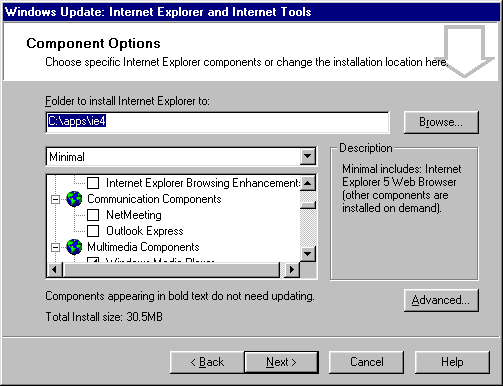 Windows Update: Internet Explorer and Internet Tools
Component Options
Choose specific Internet Explorer components or change the installation location here.
Folder to install Internet Explorer to:
C:\apps\ie4
Browse...
Minimal
Internet Explorer Browsing Enhancements
Communication Components
NetMeeting
Outlook Express
Multimedia Components
Windows Media Player
Description
Minimal includes: Internet
Explorer 5 Web Browser
(other components are
installed on demand).
Components appearing in bold text do not need updating.
Total Install size: 30.5MB
Advanced...
< Back
Next >
Cancel
Help